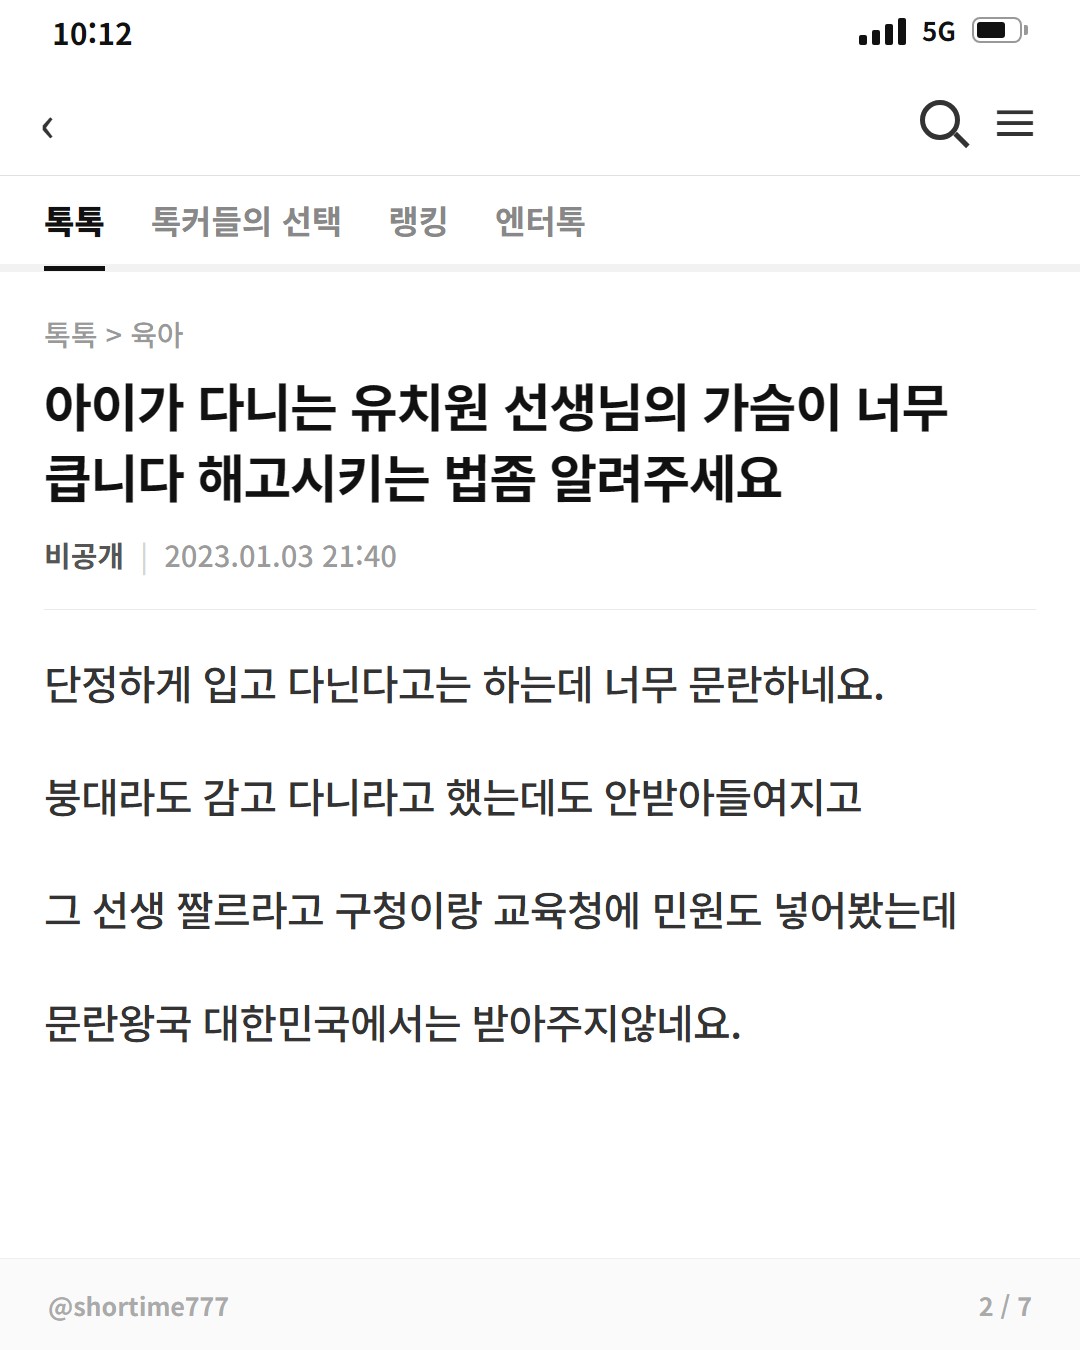 10:12
5G
톡톡 톡커들의 선택 랭킹 엔터톡
톡톡 > 육아
아이가 다니는 유치원 선생님의 가슴이 너무
큽니다 해고시키는 법좀 알려주세요
비공개 | 2023.01.03 21:40
단정하게 입고 다닌다고는 하는데 너무 문란하네요.
붕대라도 감고 다니라고 했는데도 안받아들여지고
그 선생 짤르라고 구청이랑 교육청에 민원도 넣어봤는데
문란왕국 대한민국에서는 받아주지않네요.
@shortime777
2 / 7